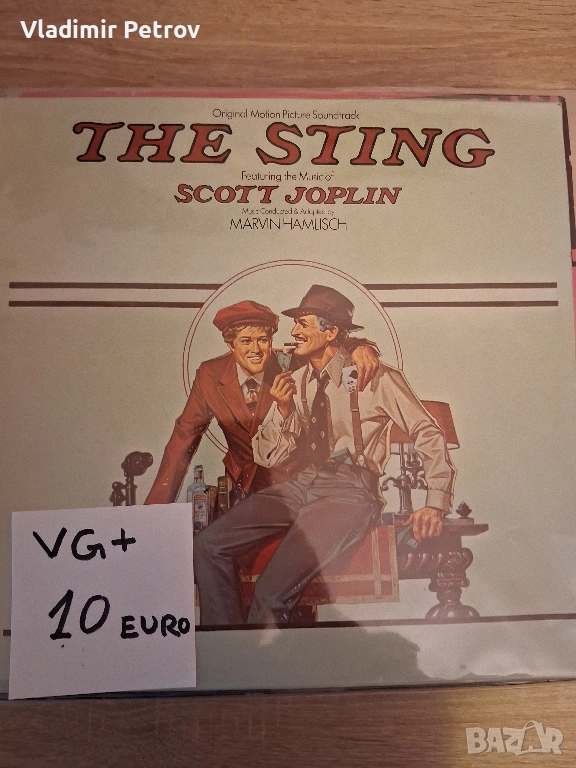 Vladimir Petrov
Original Motion Picture Soundtrack
THE STING
Featuring the Music of
SCOTT JOPLIN
Music Conducted & Adapted by
MARVIN HAMLISCH
VG+
10 EURO
BAZAR